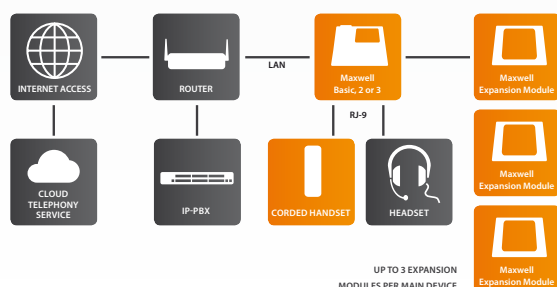 INTERNET ACCESS
ROUTER
LAN
Maxwell
Basic, 2 or 3
Maxwell
Expansion Module
RJ-9
CLOUD
TELEPHONY
SERVICE
IP-PBX
CORDED HANDSET
HEADSET
Maxwell
Expansion Module
UP TO 3 EXPANSION
MODULES PER MAIN DEVICE
Maxwell
Expansion Module